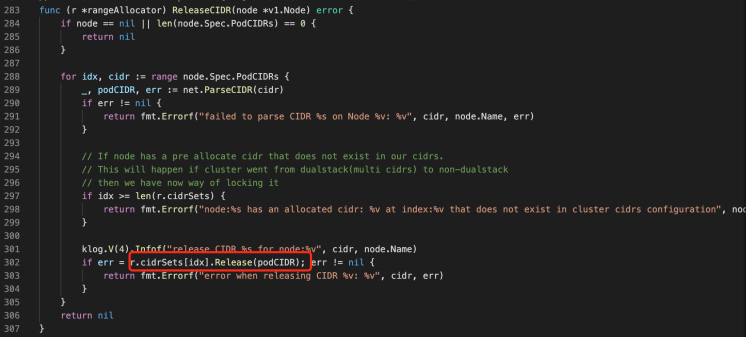 283 func (r *rangeAllocator) ReleaseCIDR(node *v1.Node) error {
284     if node == nil || len(node.Spec.PodCIDRs) == 0 {
285         return nil
286     }
287
288     for idx, cidr := range node.Spec.PodCIDRs {
289         _, podCIDR, err := net.ParseCIDR(cidr)
290         if err != nil {
291             return fmt.Errorf("failed to parse CIDR %s on Node %v: %v", cidr, node.Name, err)
292         }
293
294         // If node has a pre allocate cidr that does not exist in our cidrs.
295         // This will happen if cluster went from dualstack(multi cidrs) to non-dualstack
296         // then we have now way of locking it
297         if idx >= len(r.cidrSets) {
298             return fmt.Errorf("node:%s has an allocated cidr: %v at index:%v that does not exist in cluster cidrs configuration", nod
299         }
300
301         klog.V(4).Infof("release CIDR %s for node:%v", cidr, node.Name)
302         if err = r.cidrSets[idx].Release(podCIDR); err != nil {
303             return fmt.Errorf("error when releasing CIDR %v: %v", cidr, err)
304         }
305     }
306     return nil
307 }